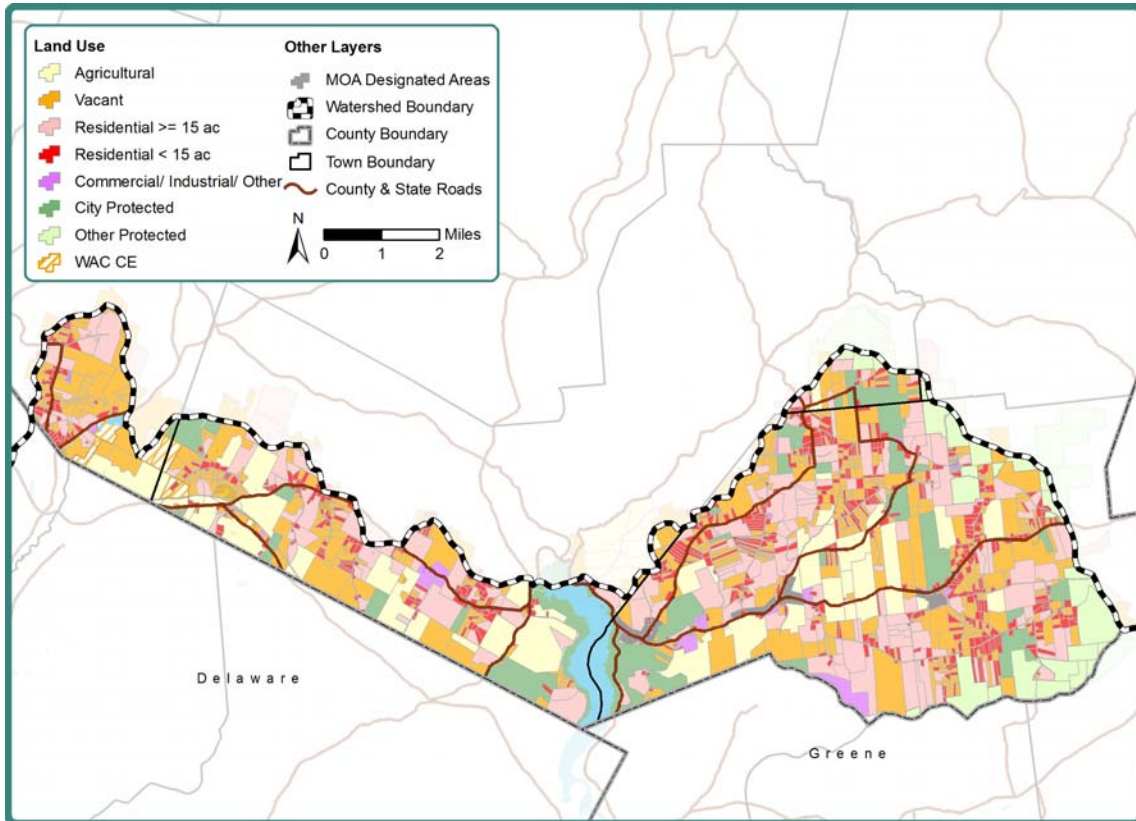 Land Use
Agricultural
Vacant
Residential >= 15 ac
Residential < 15 ac
Commercial/ Industrial/ Other
City Protected
Other Protected
WAC CE
Other Layers
MOA Designated Areas
Watershed Boundary
County Boundary
Town Boundary
County & State Roads
N
Miles
0 1 2
Delaware
Greene